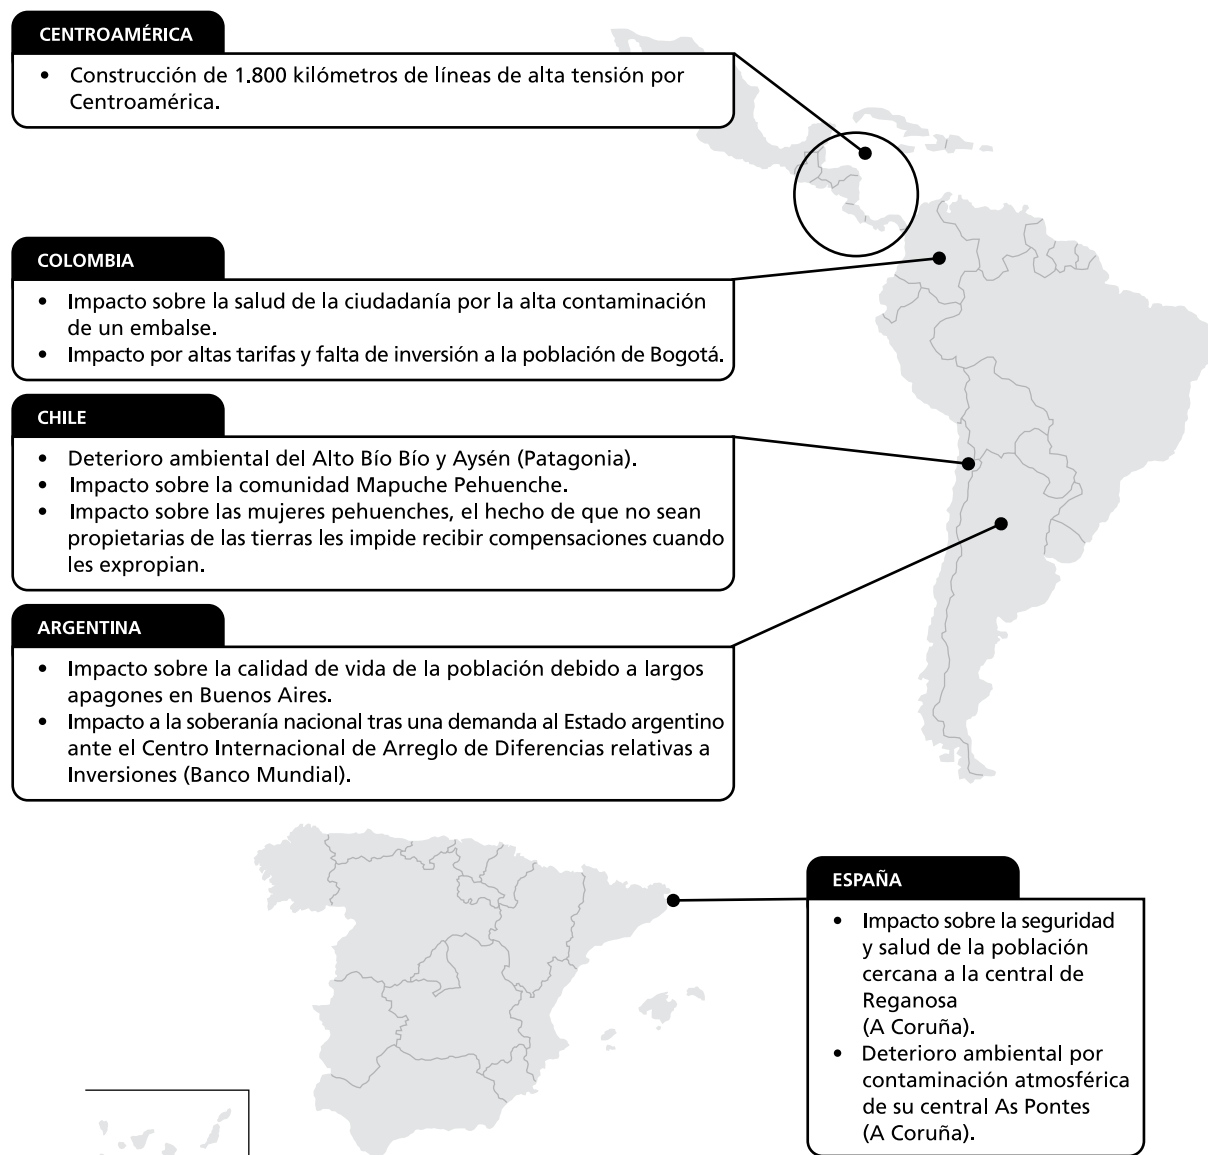 CENTROAMÉRICA
• Construcción de 1.800 kilómetros de líneas de alta tensión por
Centroamérica.
COLOMBIA
• Impacto sobre la salud de la ciudadanía por la alta contaminación
de un embalse.
• Impacto por altas tarifas y falta de inversión a la población de Bogotá.
CHILE
• Deterioro ambiental del Alto Bío Bío y Aysén (Patagonia).
• Impacto sobre la comunidad Mapuche Pehuenche.
• Impacto sobre las mujeres pehuenches, el hecho de que no sean
propietarias de las tierras les impide recibir compensaciones cuando
les expropian.
ARGENTINA
• Impacto sobre la calidad de vida de la población debido a largos
apagones en Buenos Aires.
• Impacto a la soberanía nacional tras una demanda al Estado argentino
ante el Centro Internacional de Arreglo de Diferencias relativas a
Inversiones (Banco Mundial).
ESPAÑA
• Impacto sobre la seguridad
y salud de la población
cercana a la central de
Reganosa
(A Coruña).
• Deterioro ambiental por
contaminación atmosférica
de su central As Pontes
(A Coruña).